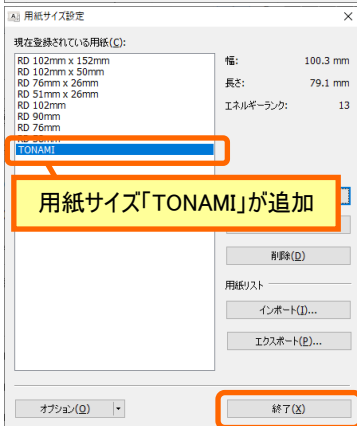 用紙サイズ設定
現在登録されている用紙(C):
RD 102mm x 152mm
RD 102mm x 50mm
RD 76mm x 26mm
RD 51mm x 26mm
RD 102mm
RD 90mm
RD 76mm
TONAMI
幅: 100.3 mm
長さ: 79.1 mm
エネルギーランク: 13
用紙サイズ「TONAMI」が追加
削除(D)
用紙リスト
インポート(I)...
エクスポート(P)...
オプション(O)
終了(X)